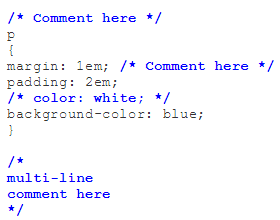 /* Comment here */
p
{
margin: 1em; /* Comment here */
padding: 2em;
/* color: white; */
background-color: blue;
}

/*
multi-line
comment here
*/